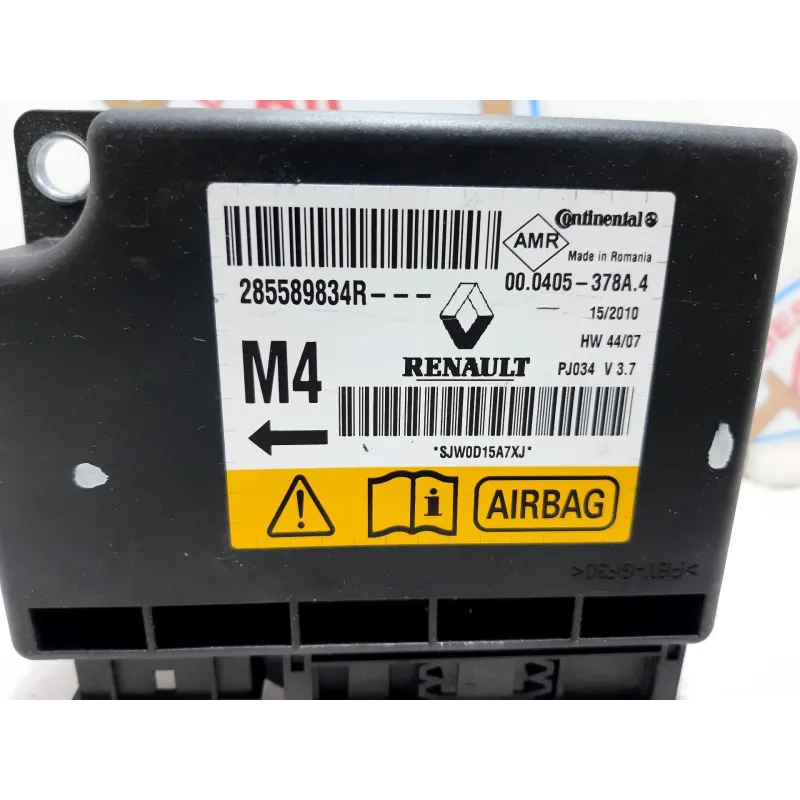 Continental
AMR
Made in Romania
285589834R---
00.0405-378A.4
15/2010
HW 44/07
M4
RENAULT
PJ034 V 3.7
*SJW0D15A7XJ*
i
AIRBAG